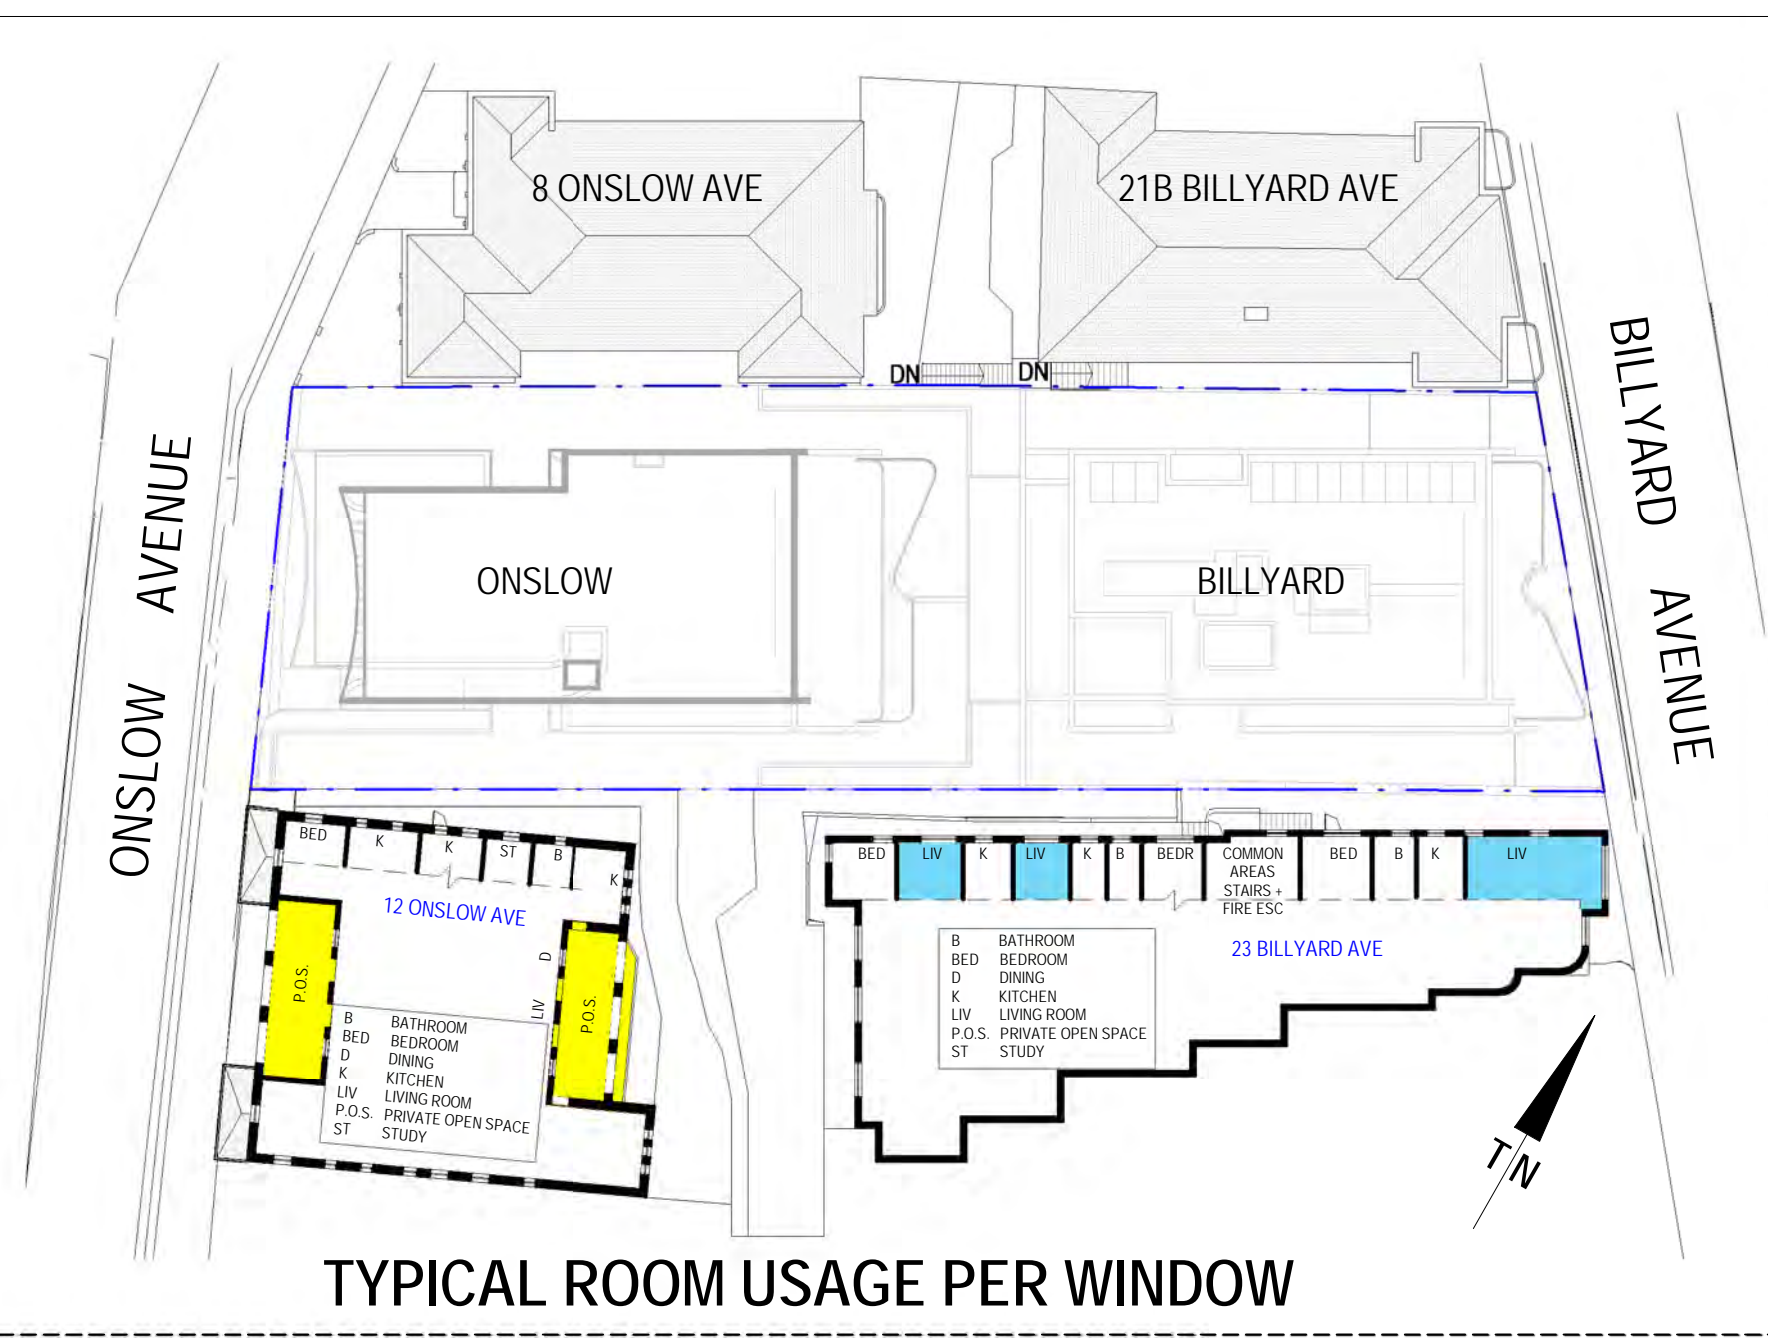 8 ONSLOW AVE
21B BILLYARD AVE
DN
DN
ONSLOW AVENUE
BILLYARD AVENUE
ONSLOW
BILLYARD
BED
K
K
ST
B
K
12 ONSLOW AVE
P.O.S.
D
LIV
P.O.S.
B BATHROOM
BED BEDROOM
D DINING
K KITCHEN
LIV LIVING ROOM
P.O.S. PRIVATE OPEN SPACE
ST STUDY
BED
LIV
K
LIV
K
B
BEDR
COMMON
AREAS
STAIRS +
FIRE ESC
BED
B
K
LIV
23 BILLYARD AVE
B BATHROOM
BED BEDROOM
D DINING
K KITCHEN
LIV LIVING ROOM
P.O.S. PRIVATE OPEN SPACE
ST STUDY
TN
TYPICAL ROOM USAGE PER WINDOW